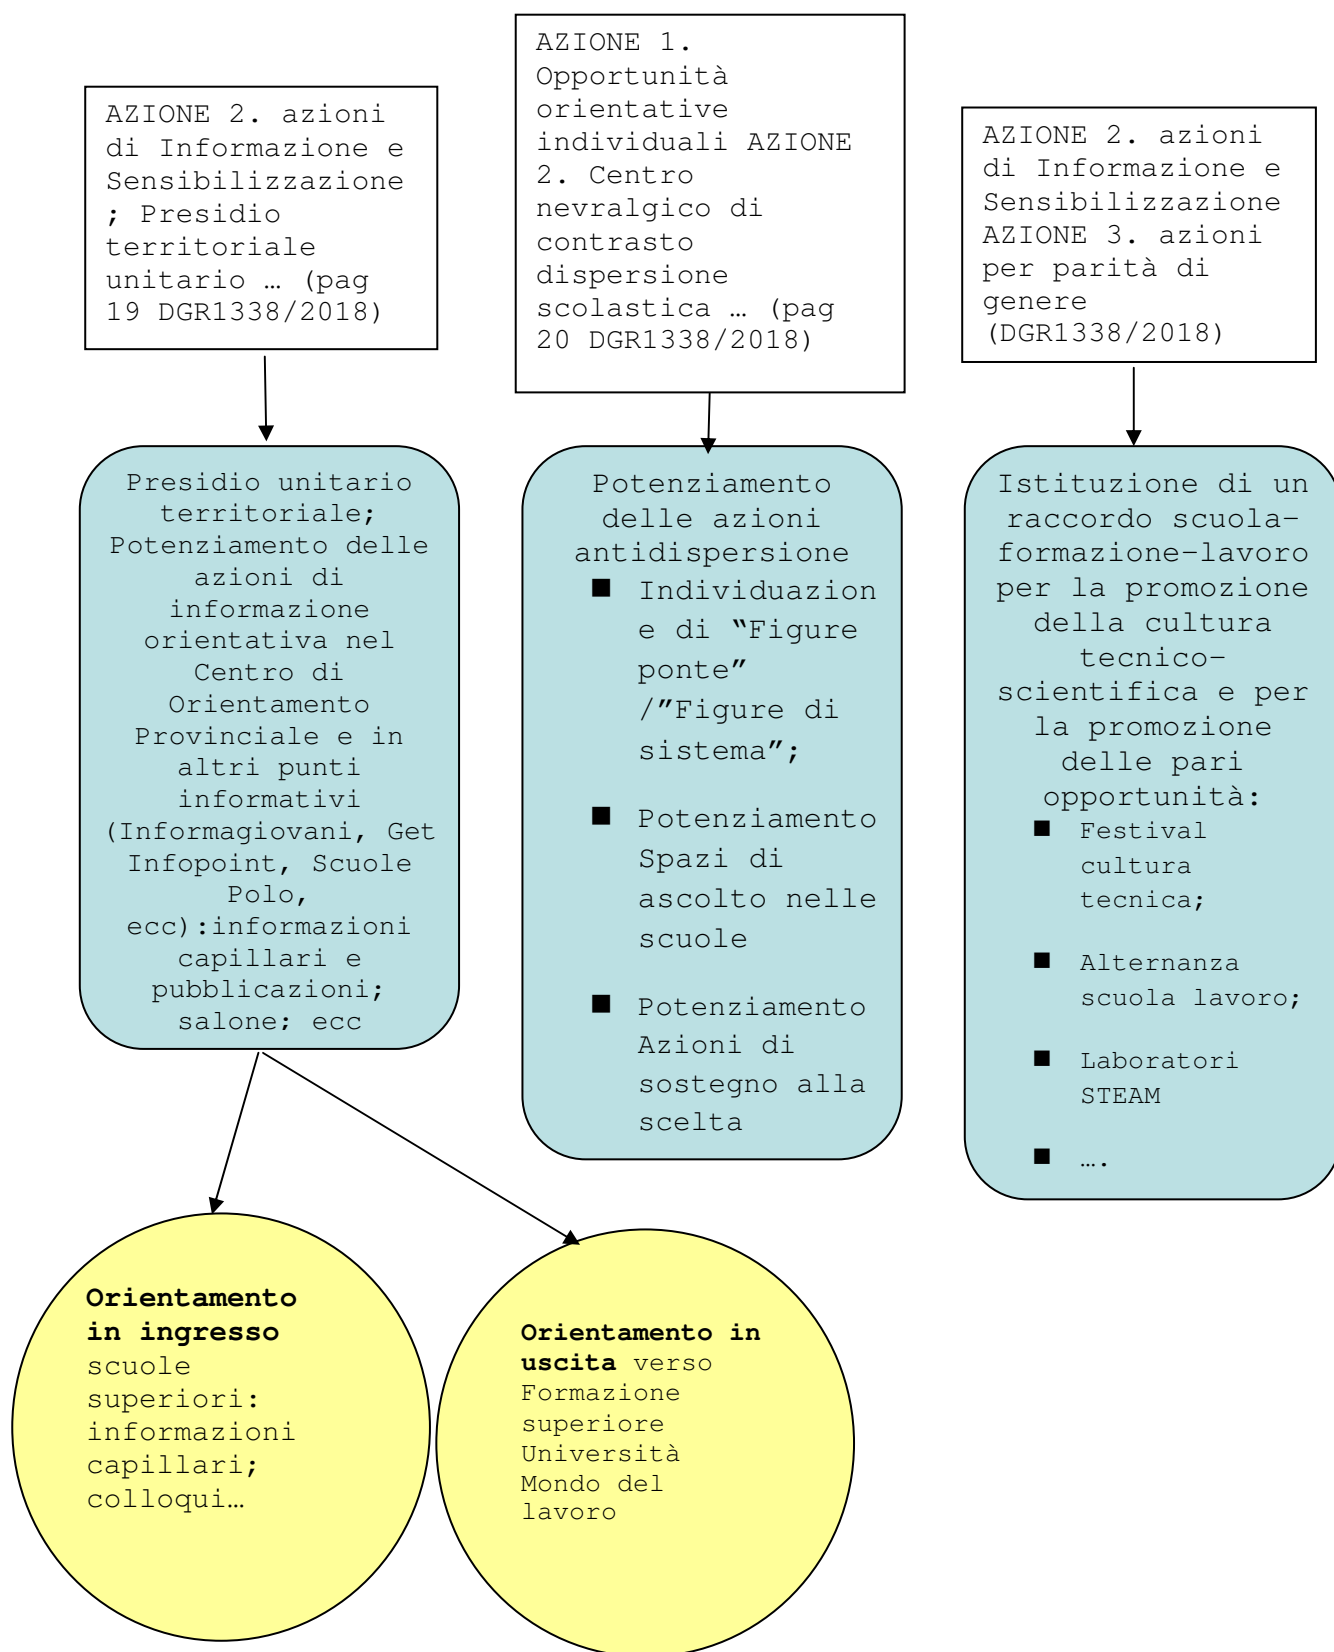 AZIONE 2. azioni
di Informazione e
Sensibilizzazione
; Presidio
territoriale
unitario … (pag
19 DGR1338/2018)
AZIONE 1.
Opportunità
orientative
individuali AZIONE
2. Centro
nevralgico di
contrasto
dispersione
scolastica … (pag
20 DGR1338/2018)
AZIONE 2. azioni
di Informazione e
Sensibilizzazione
AZIONE 3. azioni
per parità di
genere
(DGR1338/2018)
Presidio unitario
territoriale;
Potenziamento delle
azioni di
informazione
orientativa nel
Centro di
Orientamento
Provinciale e in
altri punti
informativi
(Informagiovani, Get
Infopoint, Scuole
Polo,
ecc):informazioni
capillari e
pubblicazioni;
salone; ecc
Potenziamento
delle azioni
antidispersione
■ Individuazion
e di “Figure
ponte”
/”Figure di
sistema”;
■ Potenziamento
Spazi di
ascolto nelle
scuole
■ Potenziamento
Azioni di
sostegno alla
scelta
Istituzione di un
raccordo scuola-
formazione-lavoro
per la promozione
della cultura
tecnico-
scientifica e per
la promozione
delle pari
opportunità:
■ Festival
cultura
tecnica;
■ Alternanza
scuola lavoro;
■ Laboratori
STEAM
■ ….
Orientamento
in ingresso
scuole
superiori:
informazioni
capillari;
colloqui…
Orientamento in
uscita verso
Formazione
superiore
Università
Mondo del
lavoro